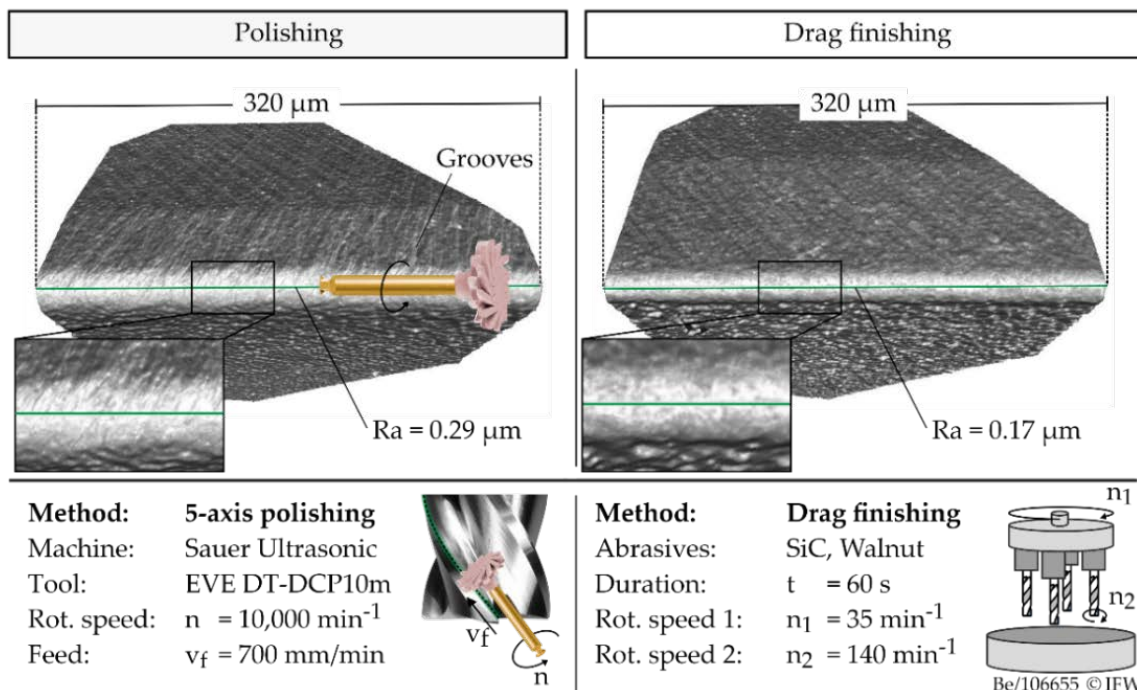 Polishing
Drag finishing
320 µm
Grooves
Ra = 0.29 µm
320 µm
Ra = 0.17 µm
Method: 5-axis polishing
Machine: Sauer Ultrasonic
Tool: EVE DT-DCP10m
Rot. speed: n = 10,000 min⁻¹
Feed: v_f = 700 mm/min
v_f
n
Method: Drag finishing
Abrasives: SiC, Walnut
Duration: t = 60 s
Rot. speed 1: n₁ = 35 min⁻¹
Rot. speed 2: n₂ = 140 min⁻¹
n₁
n₂
Be/106655 © IFW